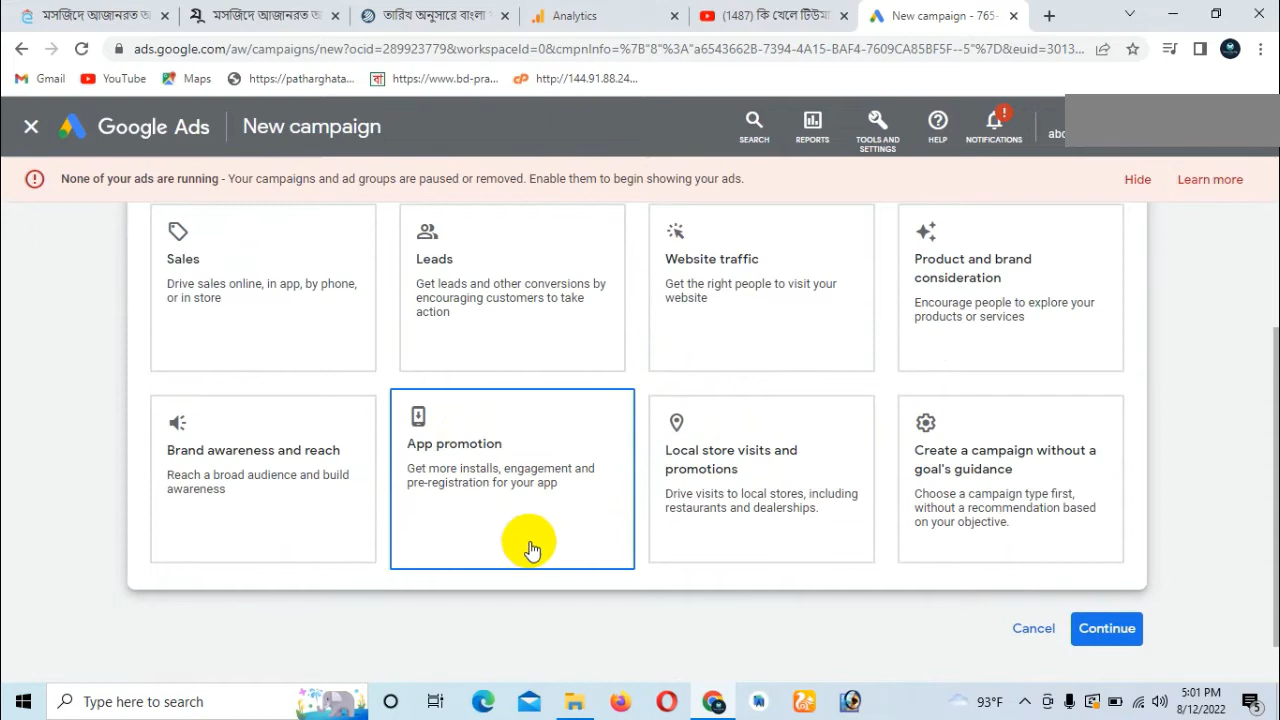 মসজিদে আজানরত অ
মসজিদে আজানরত অ
তারিখ অনুসারে বাংলা
Analytics
(1487) কি খেলে টিউমা
New campaign - 765-
ads.google.com/aw/campaigns/new?ocid=289923779&workspaceId=0&cmpnInfo=%7B"8"%3A"a6543662B-7394-4A15-BAF4-7609CA85BF5F--5"%7D&euid=3013...
Gmail
YouTube
Maps
https://patharghata...
https://www.bd-pra...
http://144.91.88.24...
Google Ads
New campaign
SEARCH
REPORTS
TOOLS AND
SETTINGS
HELP
NOTIFICATIONS
abc
None of your ads are running - Your campaigns and ad groups are paused or removed. Enable them to begin showing your ads.
Hide
Learn more
Sales
Drive sales online, in app, by phone,
or in store
Leads
Get leads and other conversions by
encouraging customers to take
action
Website traffic
Get the right people to visit your
website
Product and brand
consideration
Encourage people to explore your
products or services
Brand awareness and reach
Reach a broad audience and build
awareness
App promotion
Get more installs, engagement and
pre-registration for your app
Local store visits and
promotions
Drive visits to local stores, including
restaurants and dealerships.
Create a campaign without a
goal's guidance
Choose a campaign type first,
without a recommendation based
on your objective.
Cancel
Continue
Type here to search
93°F
5:01 PM
8/12/2022
5